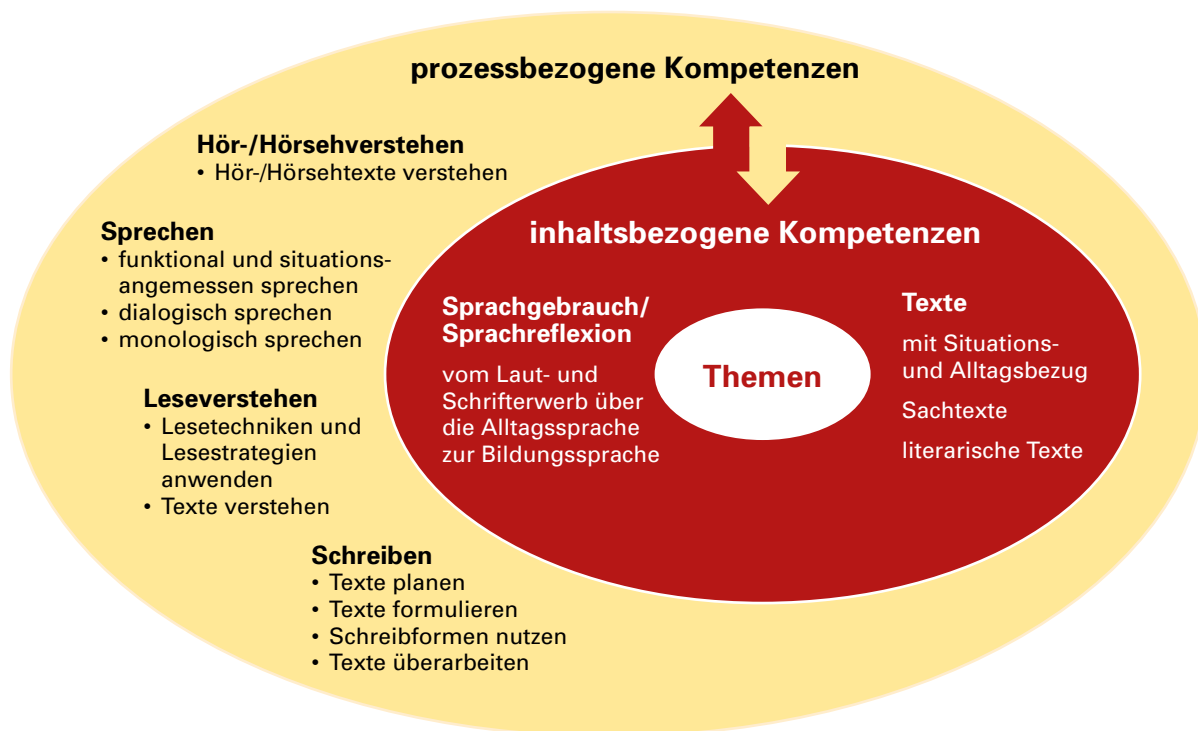 prozessbezogene Kompetenzen
Hör-/Hörsehverstehen
• Hör-/Hörsehtexte verstehen
Sprechen
• funktional und situations-
angemessen sprechen
• dialogisch sprechen
• monologisch sprechen
Leseverstehen
• Lesetechniken und
Lesestrategien
anwenden
• Texte verstehen
Schreiben
• Texte planen
• Texte formulieren
• Schreibformen nutzen
• Texte überarbeiten
inhaltsbezogene Kompetenzen
Sprachgebrauch/
Sprachreflexion
vom Laut- und
Schrifterwerb über
die Alltagssprache
zur Bildungssprache
Themen
Texte
mit Situations-
und Alltagsbezug
Sachtexte
literarische Texte